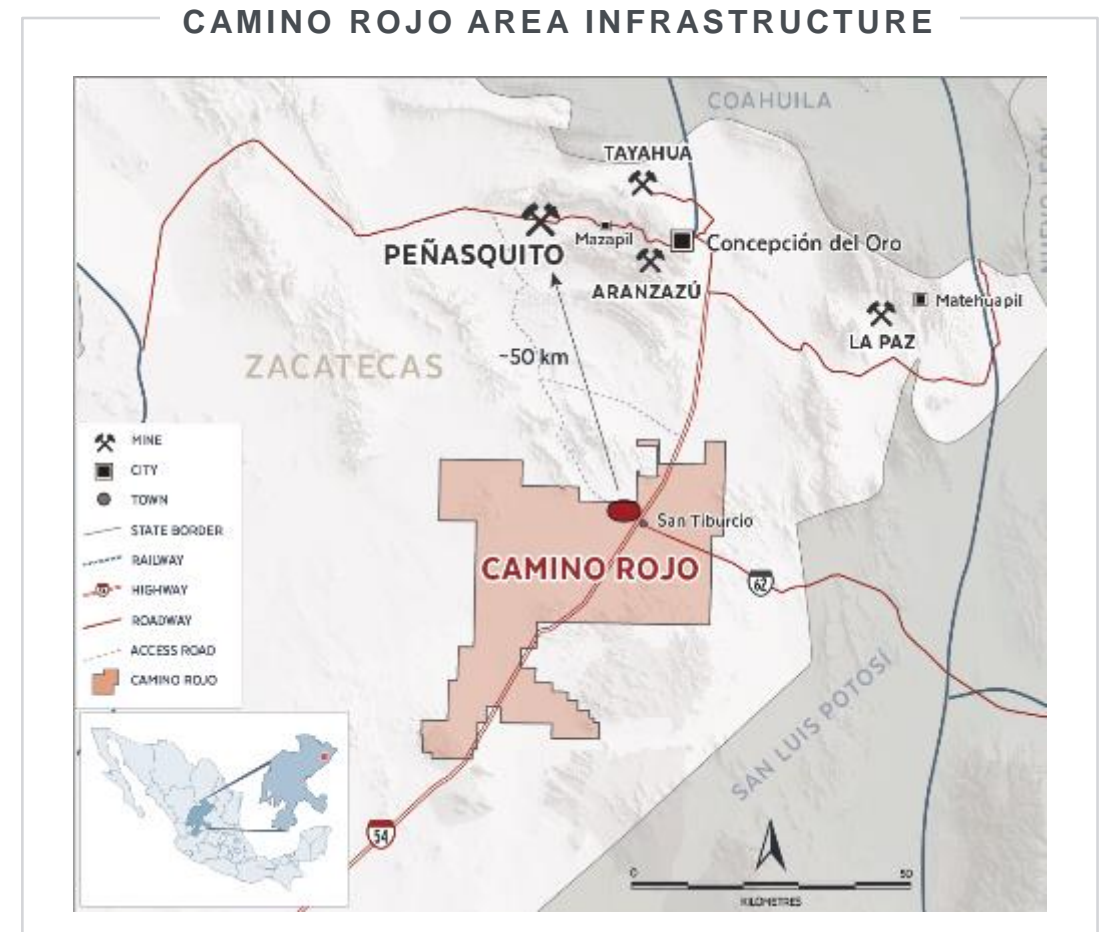 CAMINO ROJO AREA INFRASTRUCTURE
COAHUILA
NUEVO LEÓN
TAYAHUA
Mazapil
Concepción del Oro
PEÑASQUITO
ARANZAZÚ
Matehuapil
LA PAZ
~50 km
ZACATECAS
MINE
CITY
TOWN
STATE BORDER
RAILWAY
HIGHWAY
ROADWAY
ACCESS ROAD
CAMINO ROJO
San Tiburcio
CAMINO ROJO
62
SAN LUIS POTOSÍ
54
0 50
KILOMETRES